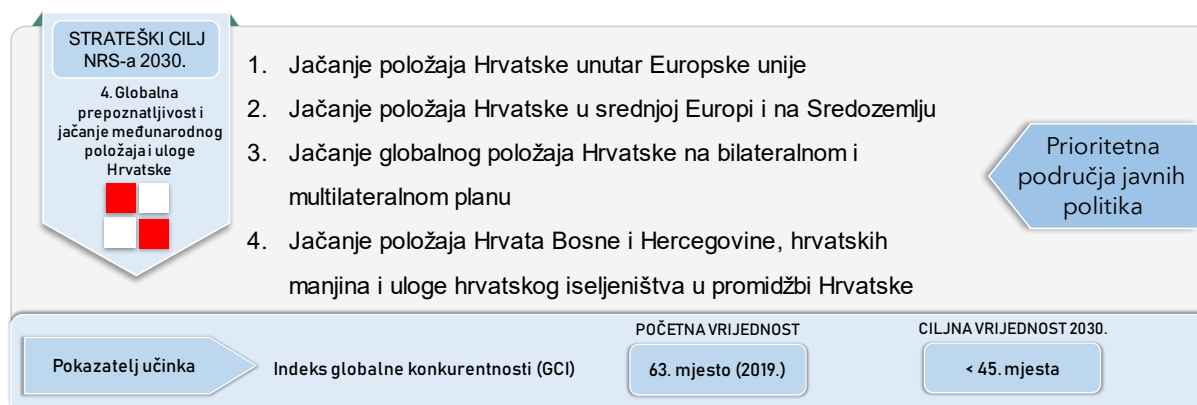 STRATEŠKI CILJ
NRS-a 2030.
4. Globalna
prepoznatljivost i
jačanje međunarodnog
položaja i uloge
Hrvatske
1. Jačanje položaja Hrvatske unutar Europske unije
2. Jačanje položaja Hrvatske u srednjoj Europi i na Sredozemlju
3. Jačanje globalnog položaja Hrvatske na bilateralnom i
multilateralnom planu
4. Jačanje položaja Hrvata Bosne i Hercegovine, hrvatskih
manjina i uloge hrvatskog iseljeništva u promidžbi Hrvatske
Prioritetna
područja javnih
politika
Pokazatelj učinka
Indeks globalne konkurentnosti (GCI)
POČETNA VRIJEDNOST
63. mjesto (2019.)
CILJNA VRIJEDNOST 2030.
< 45. mjesta